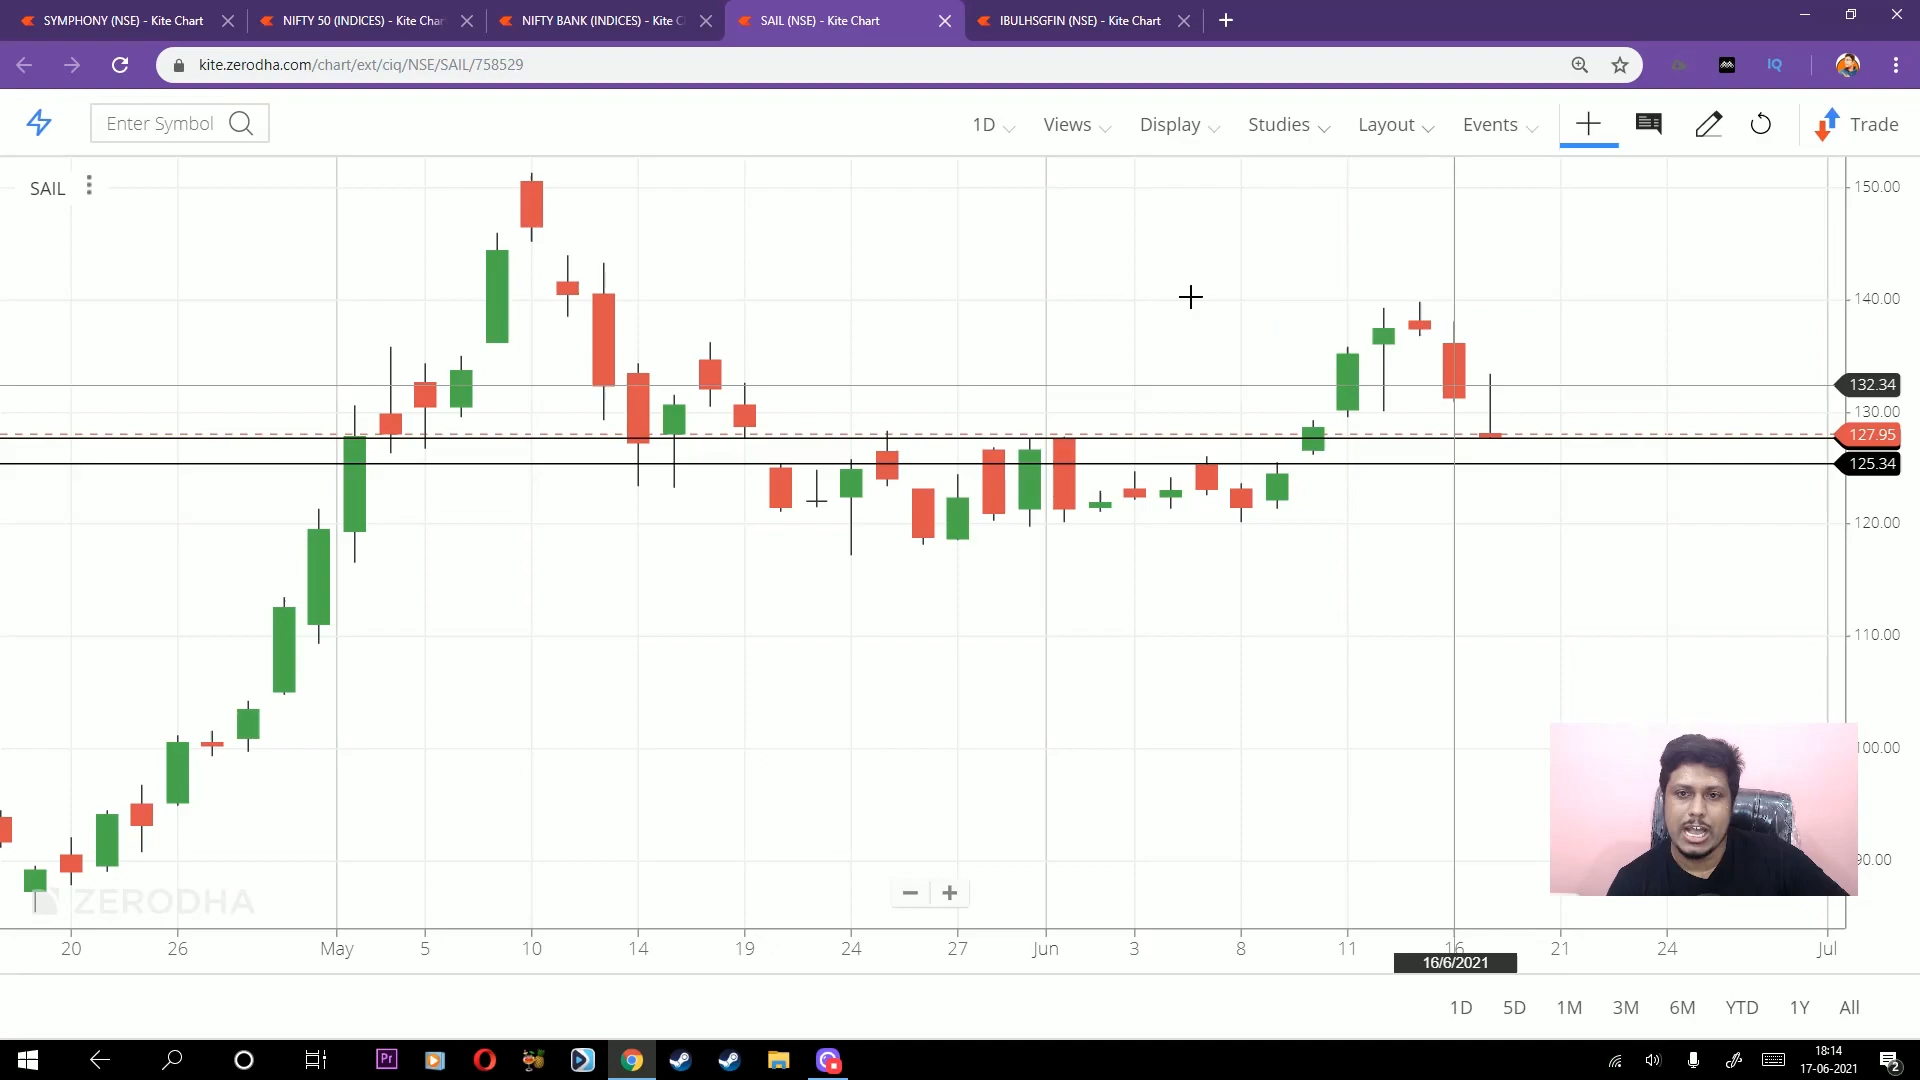 SYMPHONY (NSE) - Kite Chart
NIFTY 50 (INDICES) - Kite Char
NIFTY BANK (INDICES) - Kite C
SAIL (NSE) - Kite Chart
IBULHSGFIN (NSE) - Kite Chart
kite.zerodha.com/chart/ext/ciq/NSE/SAIL/758529
IQ
Enter Symbol
1D
Views
Display
Studies
Layout
Events
Trade
SAIL
150.00
140.00
132.34
130.00
127.95
125.34
120.00
110.00
100.00
90.00
ZERODHA
20 26 May 5 10 14 19 24 27 Jun 3 8 11 16 21 24 Jul
16/6/2021
1D 5D 1M 3M 6M YTD 1Y All
Pr
18:14
17-06-2021
2